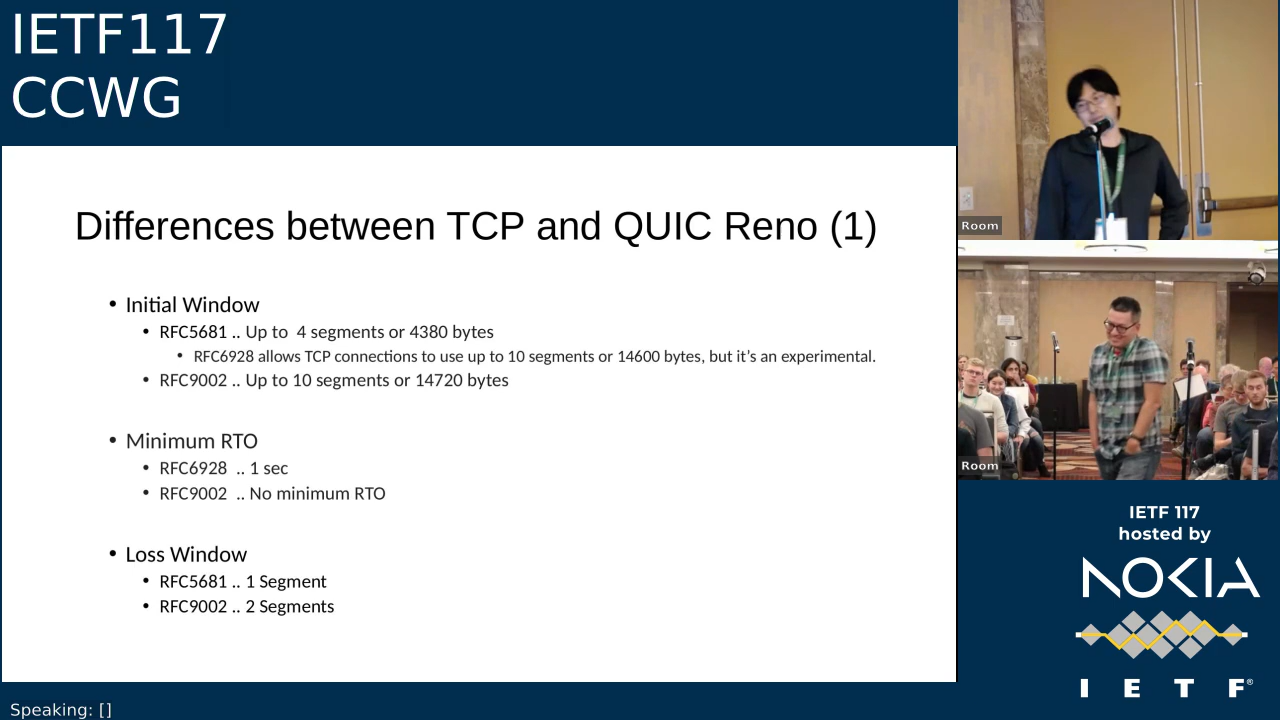 IETF117
CCWG
Differences between TCP and QUIC Reno (1)
• Initial Window
• RFC5681 .. Up to  4 segments or 4380 bytes
• RFC6928 allows TCP connections to use up to 10 segments or 14600 bytes, but it’s an experimental.
• RFC9002 .. Up to 10 segments or 14720 bytes
• Minimum RTO
• RFC6928  .. 1 sec
• RFC9002  .. No minimum RTO
• Loss Window
• RFC5681 .. 1 Segment
• RFC9002 .. 2 Segments
Room
Room
IETF 117
hosted by
NOKIA
I E T F®
Speaking: []